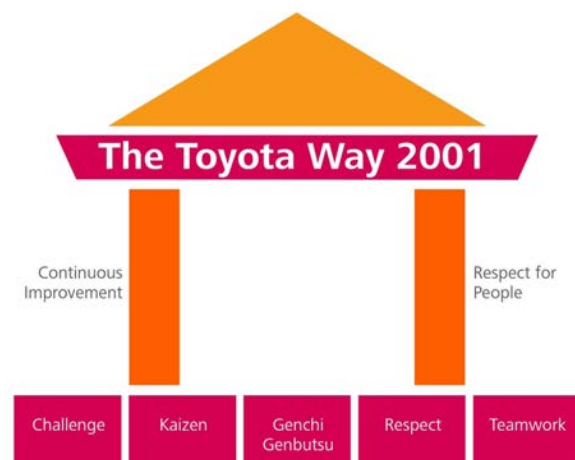 The Toyota Way 2001
Continuous
Improvement
Respect for
People
Challenge
Kaizen
Genchi
Genbutsu
Respect
Teamwork